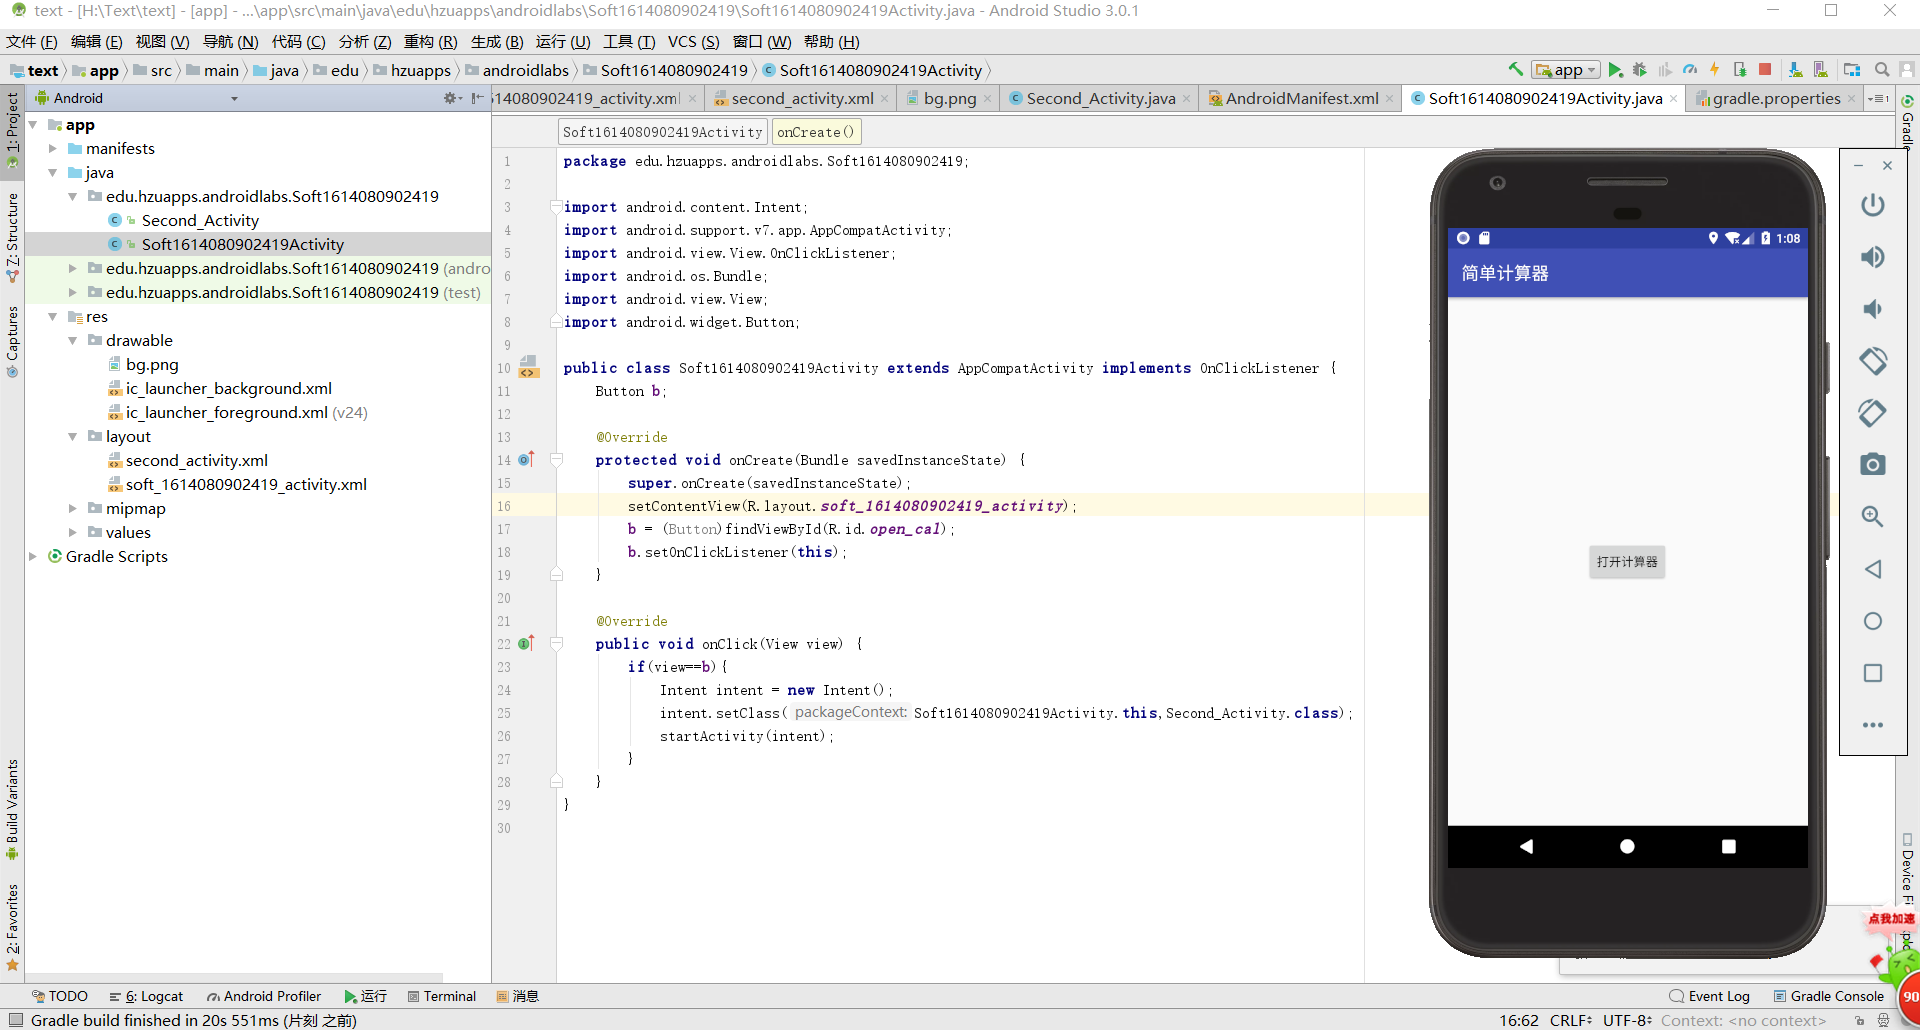 text - [H:\Text\text] - [app] - ...\app\src\main\java\edu\hzuapps\androidlabs\Soft1614080902419\Soft1614080902419Activity.java - Android Studio 3.0.1
文件 (F) 编辑 (E) 视图 (V) 导航 (N) 代码 (C) 分析 (Z) 重构 (R) 生成 (B) 运行 (U) 工具 (T) VCS (S) 窗口 (W) 帮助 (H)
text app src main java edu hzuapps androidlabs Soft1614080902419 Soft1614080902419Activity
app
Android
514080902419_activity.xml second_activity.xml bg.png Second_Activity.java AndroidManifest.xml Soft1614080902419Activity.java gradle.properties
1: Project
7: Structure
Captures
Build Variants
2: Favorites
app
manifests
java
edu.hzuapps.androidlabs.Soft1614080902419
Second_Activity
Soft1614080902419Activity
edu.hzuapps.androidlabs.Soft1614080902419 (andro
edu.hzuapps.androidlabs.Soft1614080902419 (test)
res
drawable
bg.png
ic_launcher_background.xml
ic_launcher_foreground.xml (v24)
layout
second_activity.xml
soft_1614080902419_activity.xml
mipmap
values
Gradle Scripts
Soft1614080902419Activity onCreate()
1 package edu.hzuapps.androidlabs.Soft1614080902419;
2
3 import android.content.Intent;
4 import android.support.v7.app.AppCompatActivity;
5 import android.view.View.OnClickListener;
6 import android.os.Bundle;
7 import android.view.View;
8 import android.widget.Button;
9
10 public class Soft1614080902419Activity extends AppCompatActivity implements OnClickListener {
11 Button b;
12
13 @Override
14 protected void onCreate(Bundle savedInstanceState) {
15 super.onCreate(savedInstanceState);
16 setContentView(R.layout.soft_1614080902419_activity);
17 b = (Button)findViewById(R.id.open_cal);
18 b.setOnClickListener(this);
19 }
20
21 @Override
22 public void onClick(View view) {
23 if(view==b){
24 Intent intent = new Intent();
25 intent.setClass( packageContext: Soft1614080902419Activity.this,Second_Activity.class);
26 startActivity(intent);
27 }
28 }
29 }
30
1:08
简单计算器
打开计算器
Gradle
Device Fi
点我加速
90
TODO 6: Logcat Android Profiler 运行 Terminal 消息 Event Log Gradle Console
Gradle build finished in 20s 551ms (片刻 之前) 16:62 CRLF UTF-8 Context: <no context>